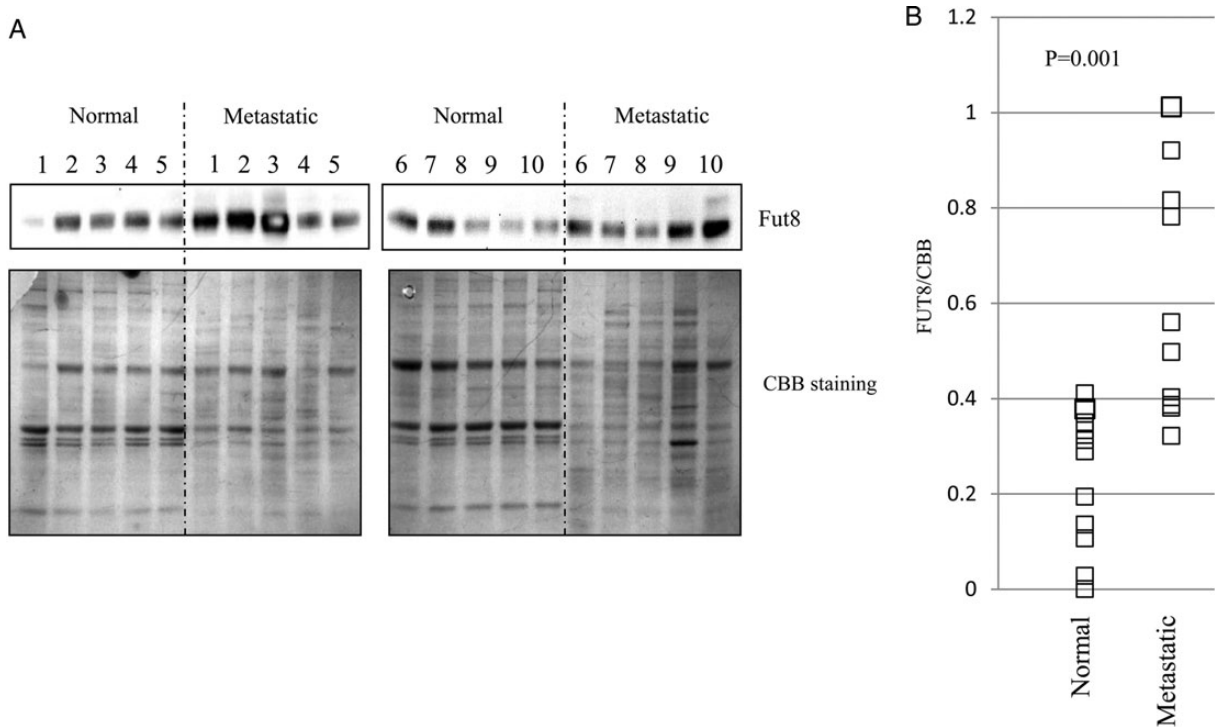 A
Normal Metastatic Normal Metastatic
1 2 3 4 5 1 2 3 4 5 6 7 8 9 10 6 7 8 9 10
Fut8
CBB staining
B
P=0.001
FUT8/CBB
1.2
1
0.8
0.6
0.4
0.2
0
Normal
Metastatic